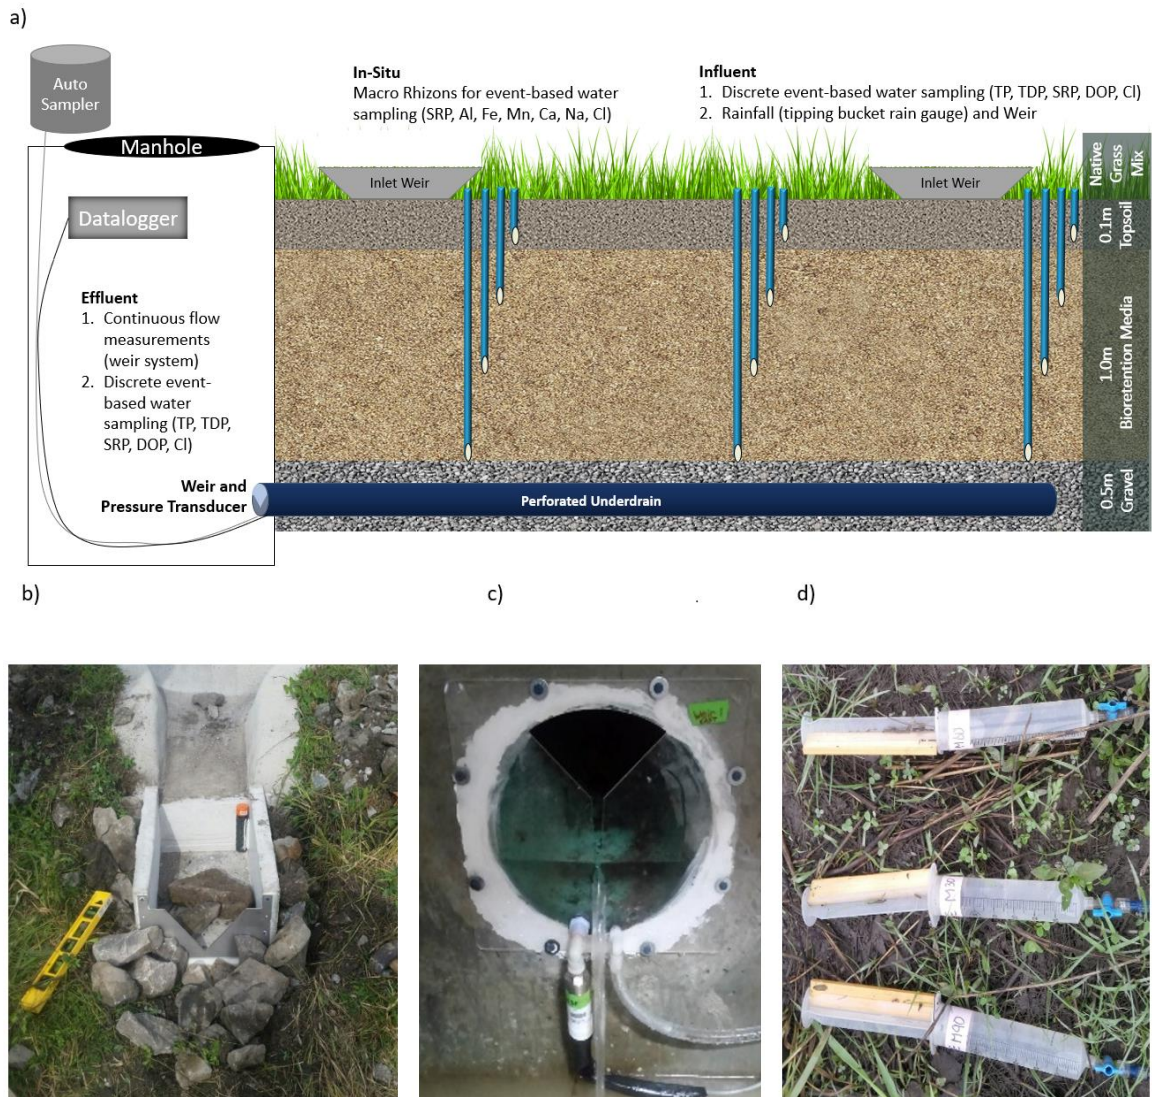 a)
Auto
Sampler
Manhole
Datalogger
In-Situ
Macro Rhizons for event-based water
sampling (SRP, Al, Fe, Mn, Ca, Na, Cl)
Influent
1. Discrete event-based water sampling (TP, TDP, SRP, DOP, Cl)
2. Rainfall (tipping bucket rain gauge) and Weir
Inlet Weir
Inlet Weir
Native
Grass
Mix
0.1m
Topsoil
1.0m
Bioretention Media
0.5m
Gravel
Effluent
1. Continuous flow
measurements
(weir system)
2. Discrete event-
based water
sampling (TP, TDP,
SRP, DOP, Cl)
Weir and
Pressure Transducer
Perforated Underdrain
b)
c)
d)
M60
M30
M90